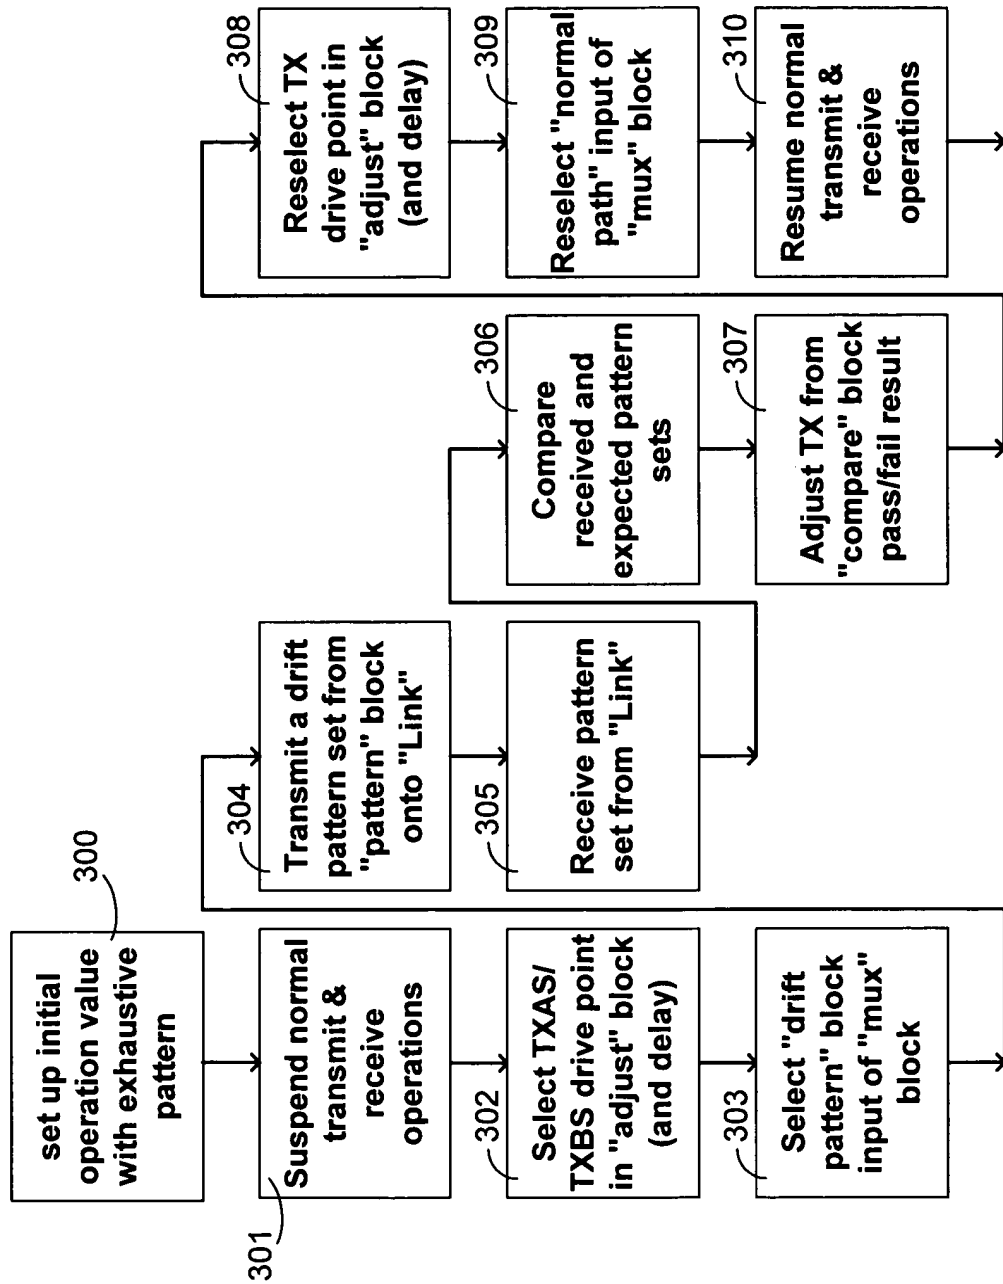 set up initial
operation value
with exhaustive
pattern
300
301
Suspend normal
transmit &
receive
operations
302
Select TXAS/
TXBS drive point
in "adjust" block
(and delay)
303
Select "drift
pattern" block
input of "mux"
block
304
Transmit a drift
pattern set from
"pattern" block
onto "Link"
305
Receive pattern
set from "Link"
306
Compare
received and
expected pattern
sets
307
Adjust TX from
"compare" block
pass/fail result
308
Reselect TX
drive point in
"adjust" block
(and delay)
309
Reselect "normal
path" input of
"mux" block
310
Resume normal
transmit &
receive
operations